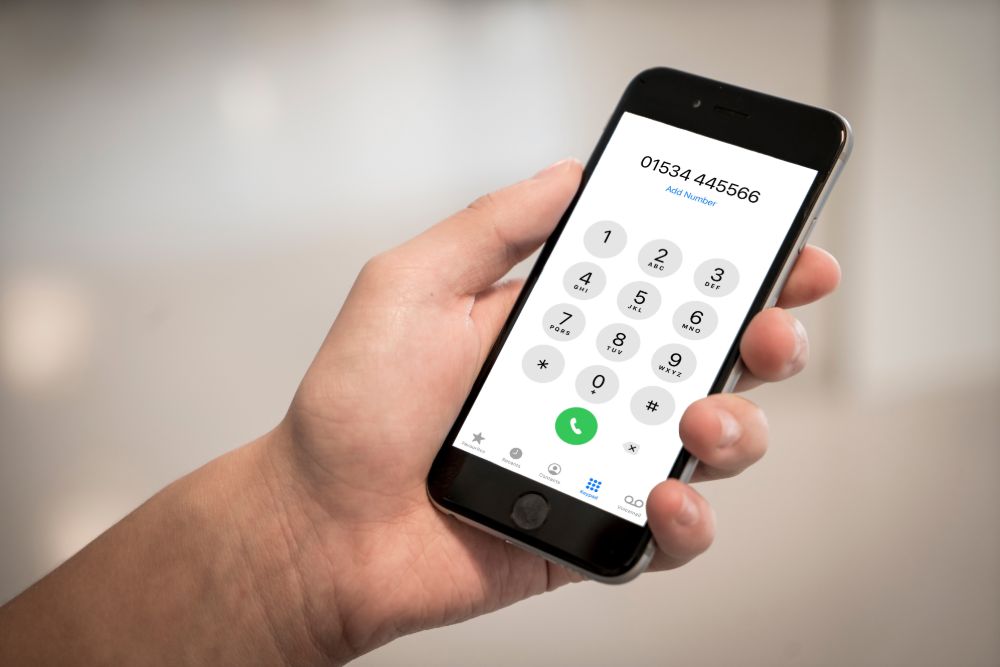 01534 445566
Add Number
1
2
ABC
3
DEF
4
GHI
5
JKL
6
MNO
7
PQRS
8
TUV
9
WXYZ
*
0
+
#
Favourites
Recents
Contacts
Keypad
Voicemail